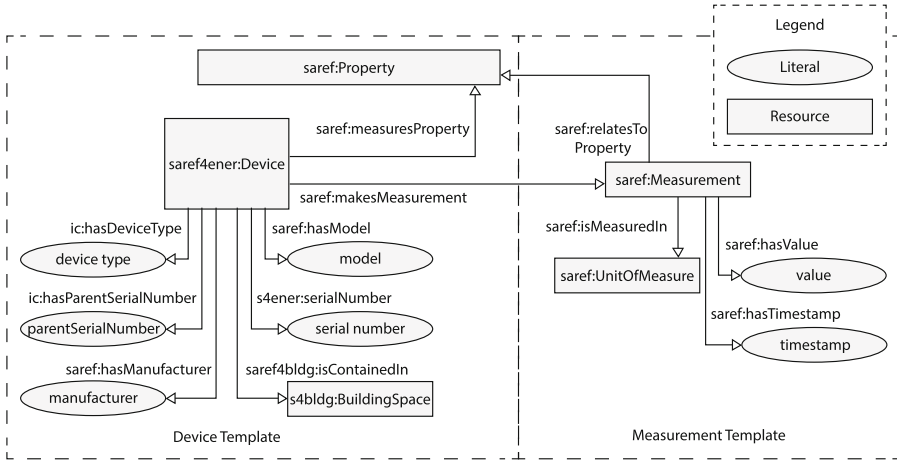 Legend
Literal
Resource
saref:Property
saref:measuresProperty
saref:relatesTo
Property
saref4ener:Device
saref:Measurement
saref:makesMeasurement
ic:hasDeviceType
saref:hasModel
saref:isMeasuredIn
device type
model
saref:hasValue
saref:UnitOfMeasure
value
ic:hasParentSerialNumber
s4ener:serialNumber
saref:hasTimestamp
parentSerialNumber
serial number
timestamp
saref:hasManufacturer
saref4bldg:isContainedIn
manufacturer
s4bldg:BuildingSpace
Device Template
Measurement Template